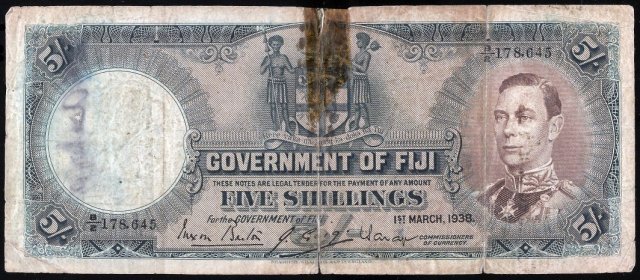 5/-
B/2 178,645
5/-
GOVERNMENT OF FIJI
THESE NOTES ARE LEGAL TENDER FOR THE PAYMENT OF ANY AMOUNT
FIVE SHILLINGS
B/2 178,645
For the GOVERNMENT OF FIJI.
1ST MARCH, 1938.
COMMISSIONERS
OF CURRENCY.
5/-
5/-